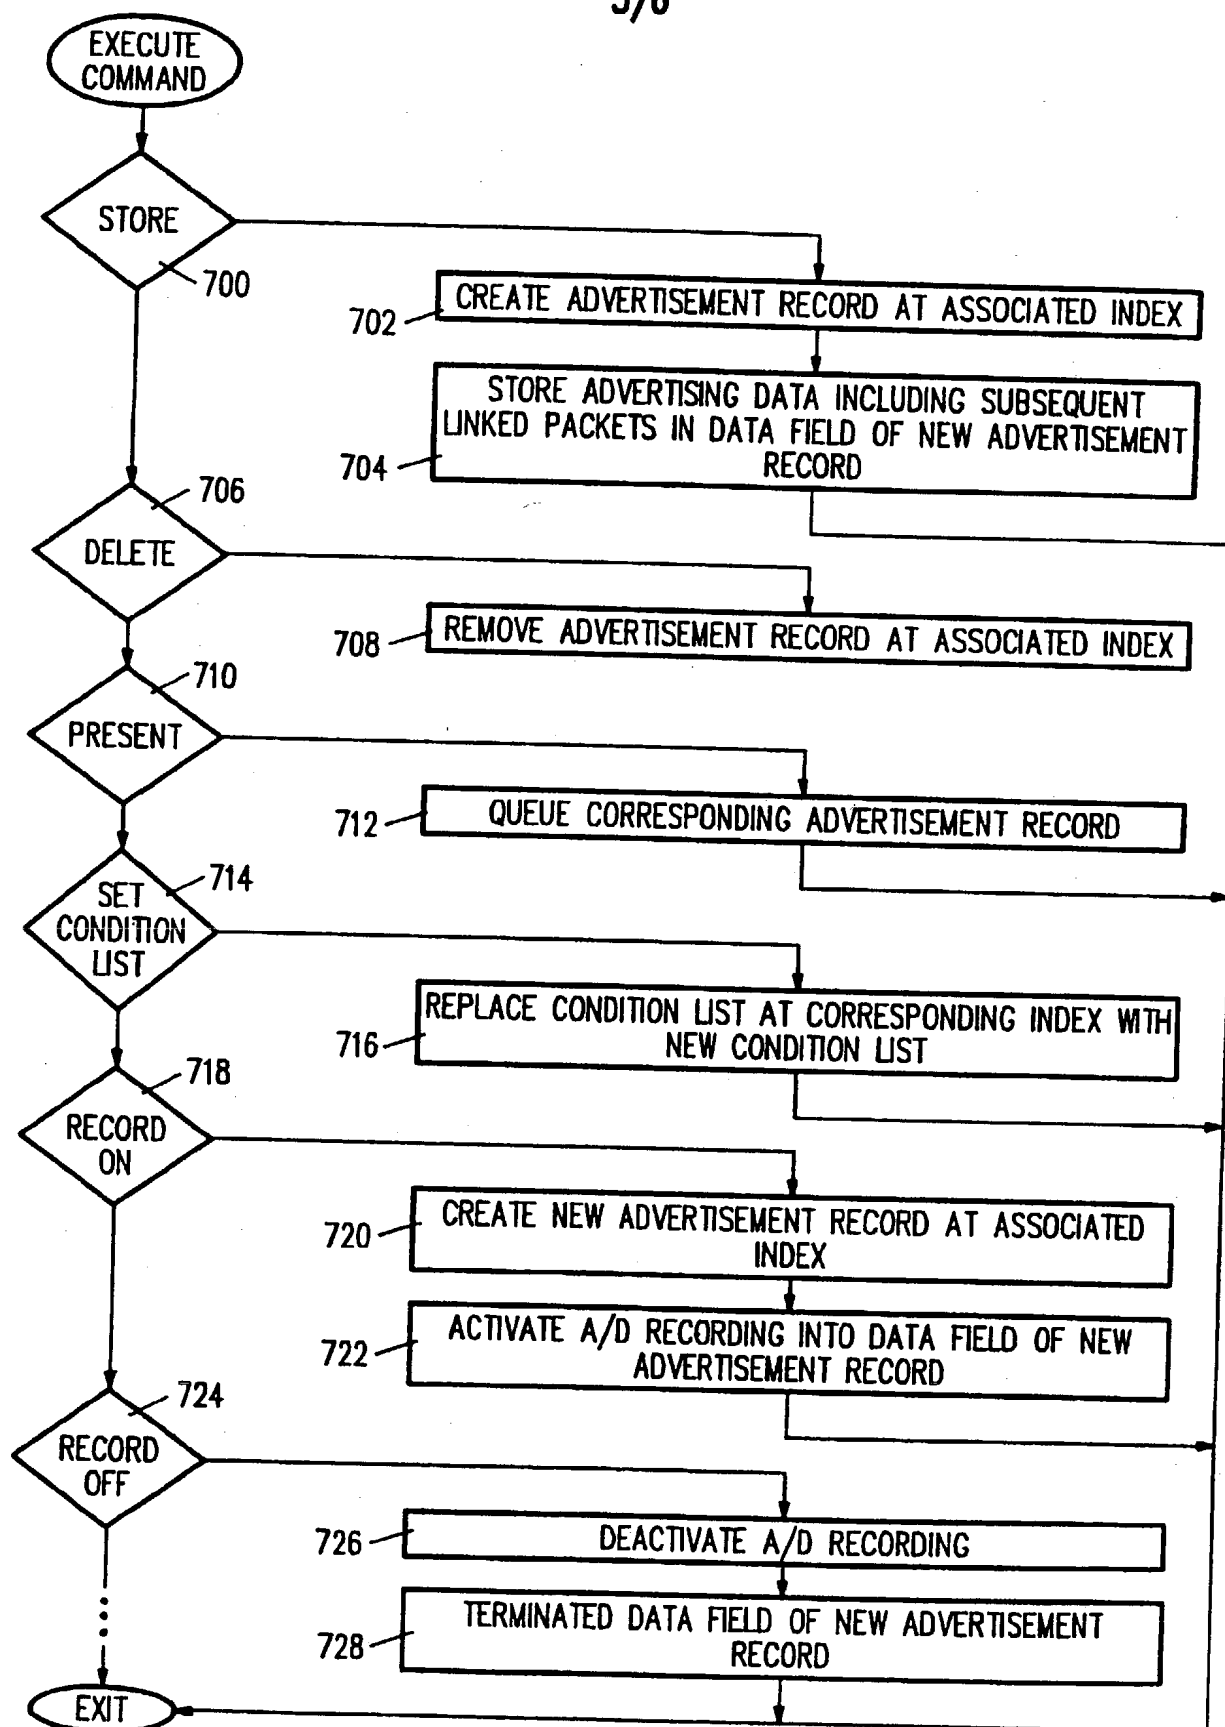 EXECUTE
COMMAND
STORE
700
CREATE ADVERTISEMENT RECORD AT ASSOCIATED INDEX
702
STORE ADVERTISING DATA INCLUDING SUBSEQUENT
LINKED PACKETS IN DATA FIELD OF NEW ADVERTISEMENT
RECORD
704
706
DELETE
REMOVE ADVERTISEMENT RECORD AT ASSOCIATED INDEX
708
710
PRESENT
QUEUE CORRESPONDING ADVERTISEMENT RECORD
712
714
SET
CONDITION
LIST
REPLACE CONDITION LIST AT CORRESPONDING INDEX WITH
NEW CONDITION LIST
716
718
RECORD
ON
CREATE NEW ADVERTISEMENT RECORD AT ASSOCIATED
INDEX
720
ACTIVATE A/D RECORDING INTO DATA FIELD OF NEW
ADVERTISEMENT RECORD
722
724
RECORD
OFF
DEACTIVATE A/D RECORDING
726
TERMINATED DATA FIELD OF NEW ADVERTISEMENT
RECORD
728
EXIT